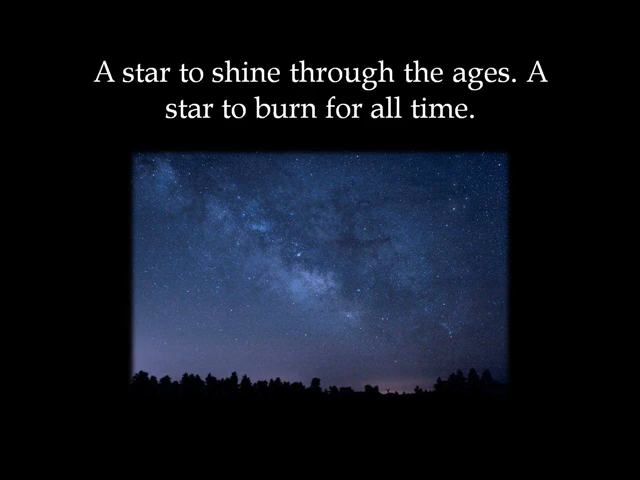 A star to shine through the ages. A
star to burn for all time.